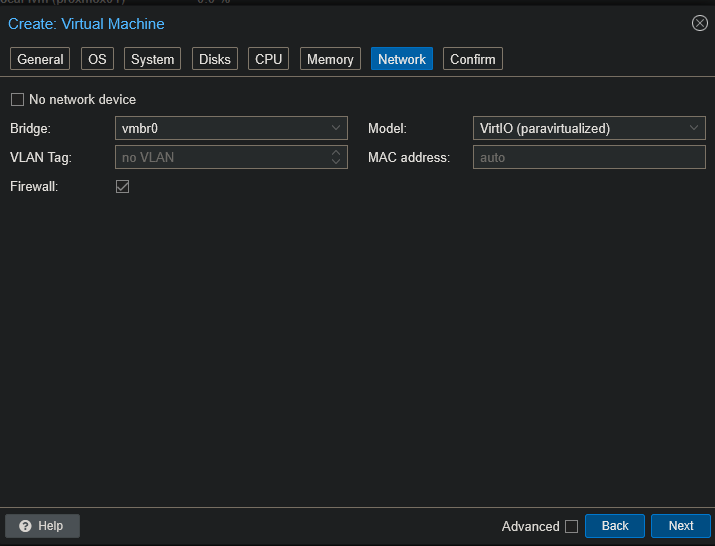 Create: Virtual Machine
General OS System Disks CPU Memory Network Confirm
No network device
Bridge: vmbr0 Model: VirtIO (paravirtualized)
VLAN Tag: no VLAN MAC address: auto
Firewall:
Help Advanced Back Next